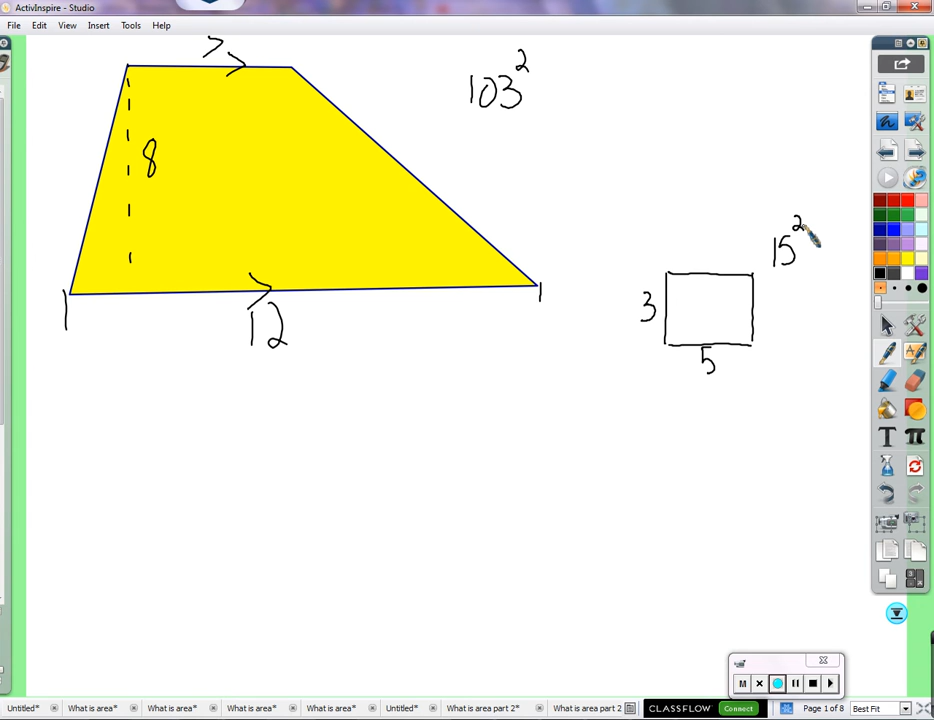 ActivInspire - Studio
File Edit View Insert Tools Help
> >
103²
8
15²
3
>
12
5
T π
M
Untitled* What is area* What is area* What is area* What is area* Untitled* What is area part 2* What is area part 2
CLASSFLOW Connect
Page 1 of 8
Best Fit